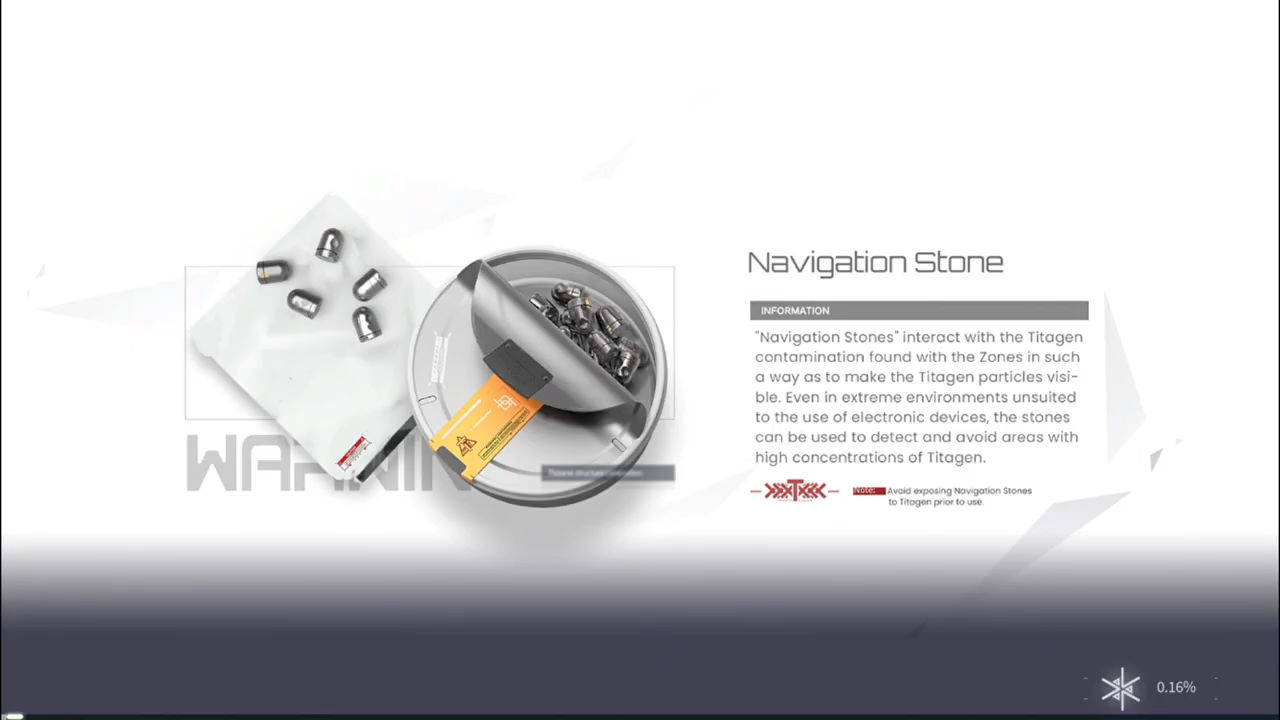 Navigation Stone
INFORMATION
"Navigation Stones" interact with the Titagen
contamination found with the Zones in such
a way as to make the Titagen particles visi-
ble. Even in extreme environments unsuited
to the use of electronic devices, the stones
can be used to detect and avoid areas with
high concentrations of Titagen.
Note: Avoid exposing Navigation Stones
to Titagen prior to use.
0.16%